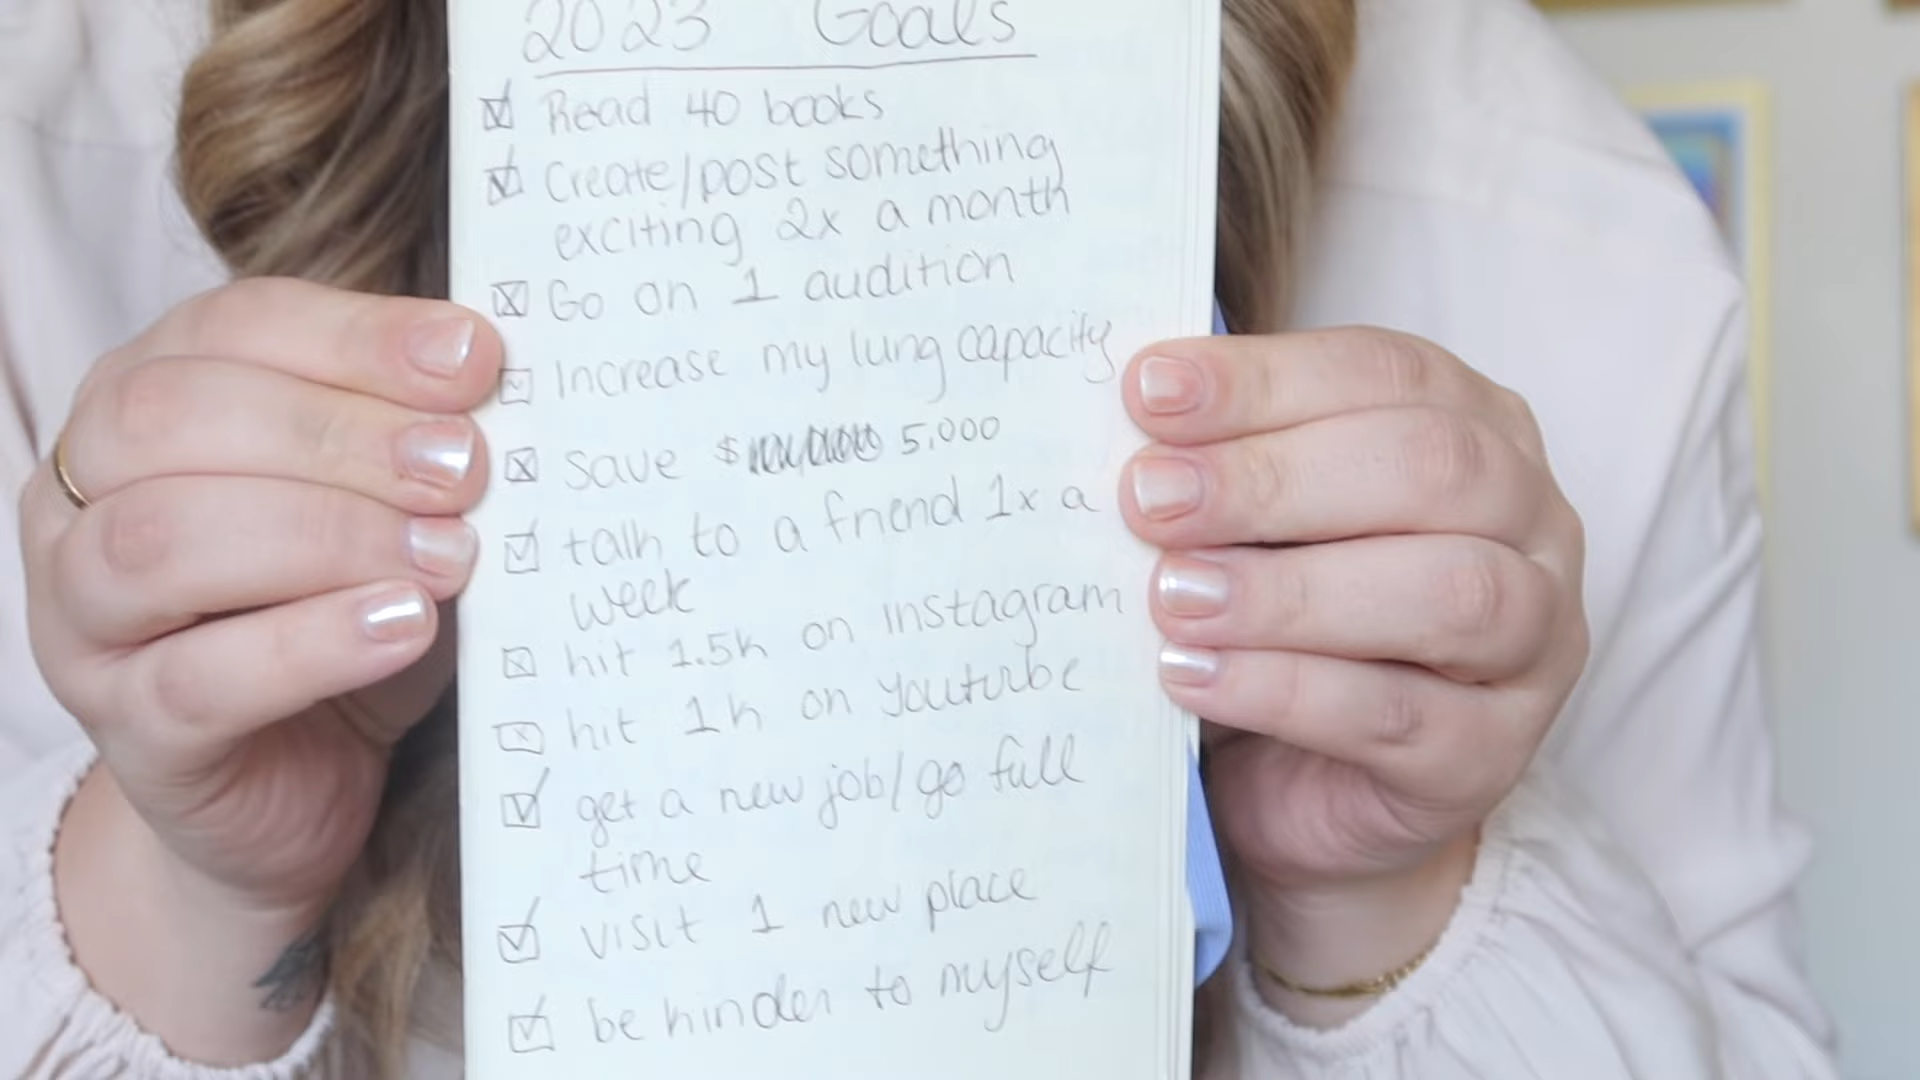 2023 Goals
Read 40 books
Create/post something
exciting 2x a month
Go on 1 audition
Increase my lung capacity
Save $ 5,000
talk to a friend 1x a
week
hit 1.5k on instagram
hit 1k on youtube
get a new job/go full
time
visit 1 new place
be kinder to myself